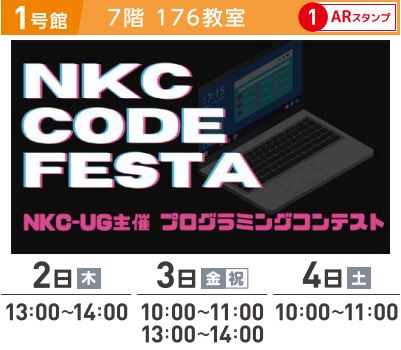 1号館 7階 176教室 1 ARスタンプ
NKC
CODE
FESTA
17:15
NKC-UG主催 プログラミングコンテスト
2日 木 3日 金 祝 4日 土
13:00~14:00 10:00~11:00 10:00~11:00
13:00~14:00